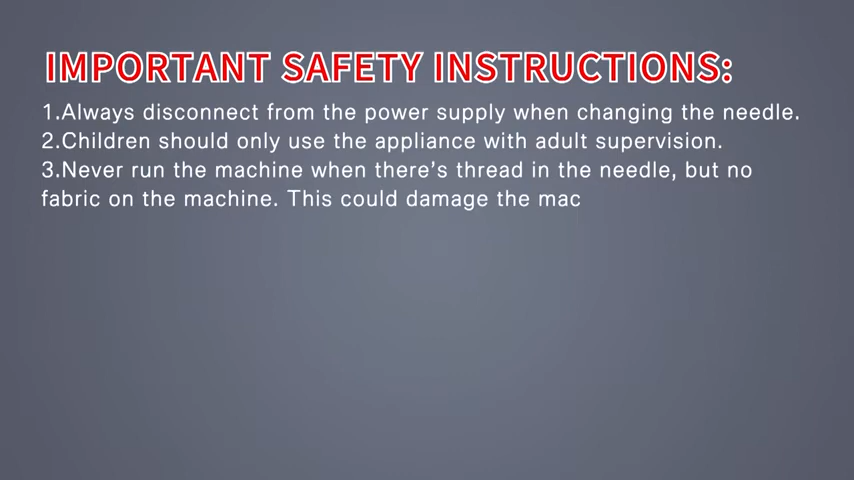 IMPORTANT SAFETY INSTRUCTIONS:
1.Always disconnect from the power supply when changing the needle.
2.Children should only use the appliance with adult supervision.
3.Never run the machine when there’s thread in the needle, but no
fabric on the machine. This could damage the mac